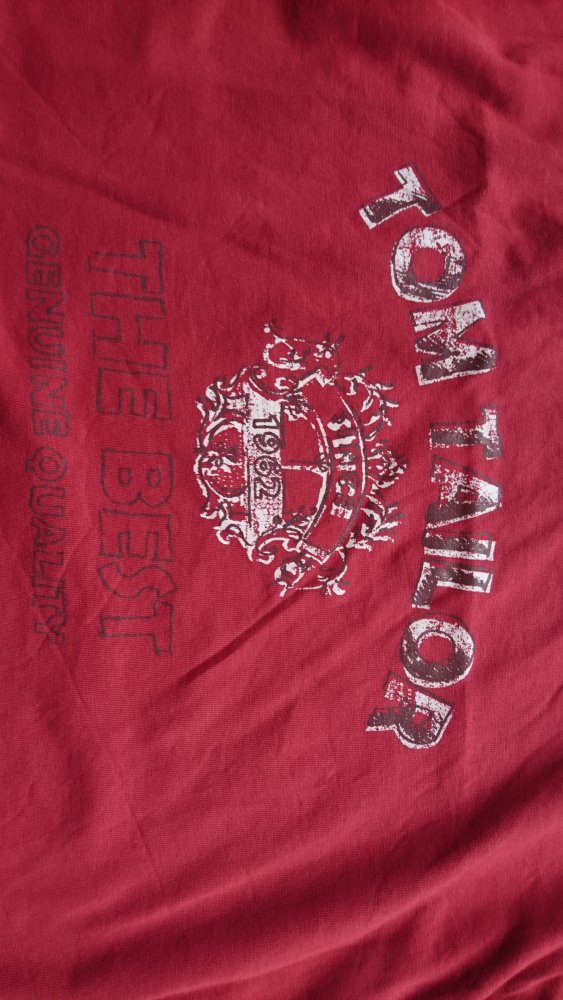 TOM TAILOR
SINCE
1962
THE BEST
GENUINE QUALITY